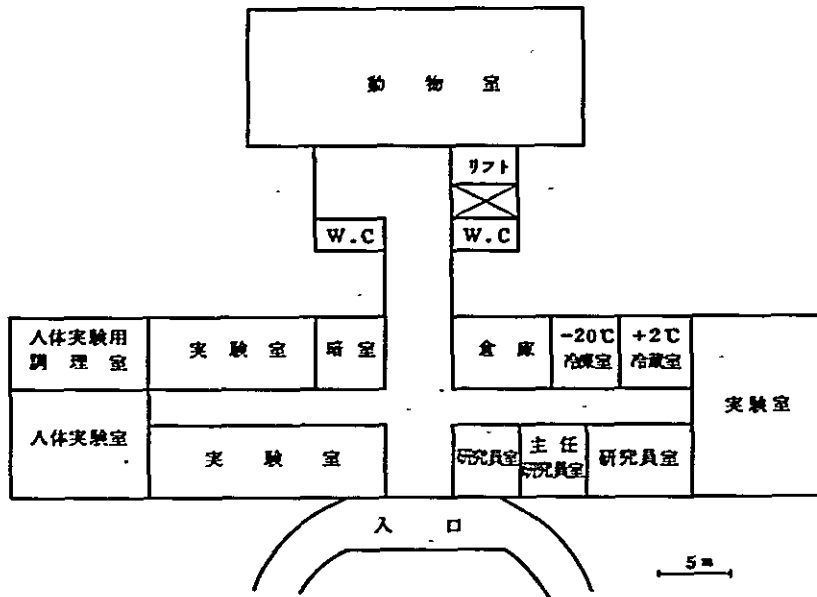 動物室
リフト
W.C
W.C
人体実験用
調理室
実験室
暗室
倉庫
-20℃
冷凍室
+2℃
冷蔵室
実験室
人体実験室
実験室
研究員室
主任
研究員室
研究員室
入口
5m